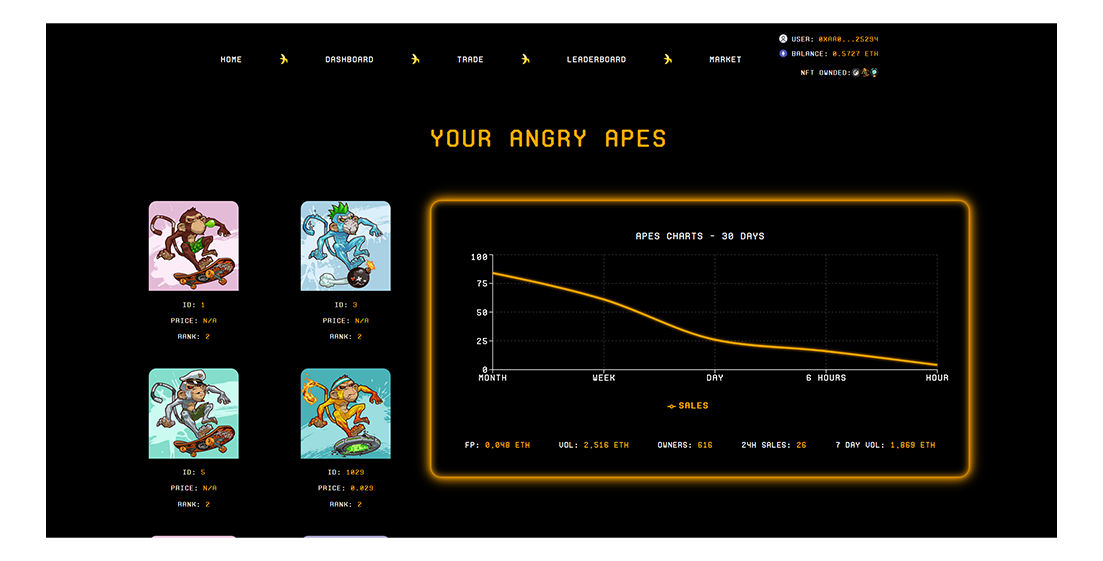 HOME DASHBOARD TRADE LEADERBOARD MARKET
USER: 0XAA0...25294
BALANCE: 0.5727 ETH
NFT OWNDED:
YOUR ANGRY APES
ID: 1
PRICE: N/A
RANK: 2
ID: 3
PRICE: N/A
RANK: 2
ID: 5
PRICE: N/A
RANK: 2
ID: 1029
PRICE: 0.029
RANK: 2
APES CHARTS - 30 DAYS
100
75
50
25
0
MONTH WEEK DAY 6 HOURS HOUR
SALES
FP: 0,048 ETH VOL: 2,516 ETH OWNERS: 616 24H SALES: 26 7 DAY VOL: 1,869 ETH